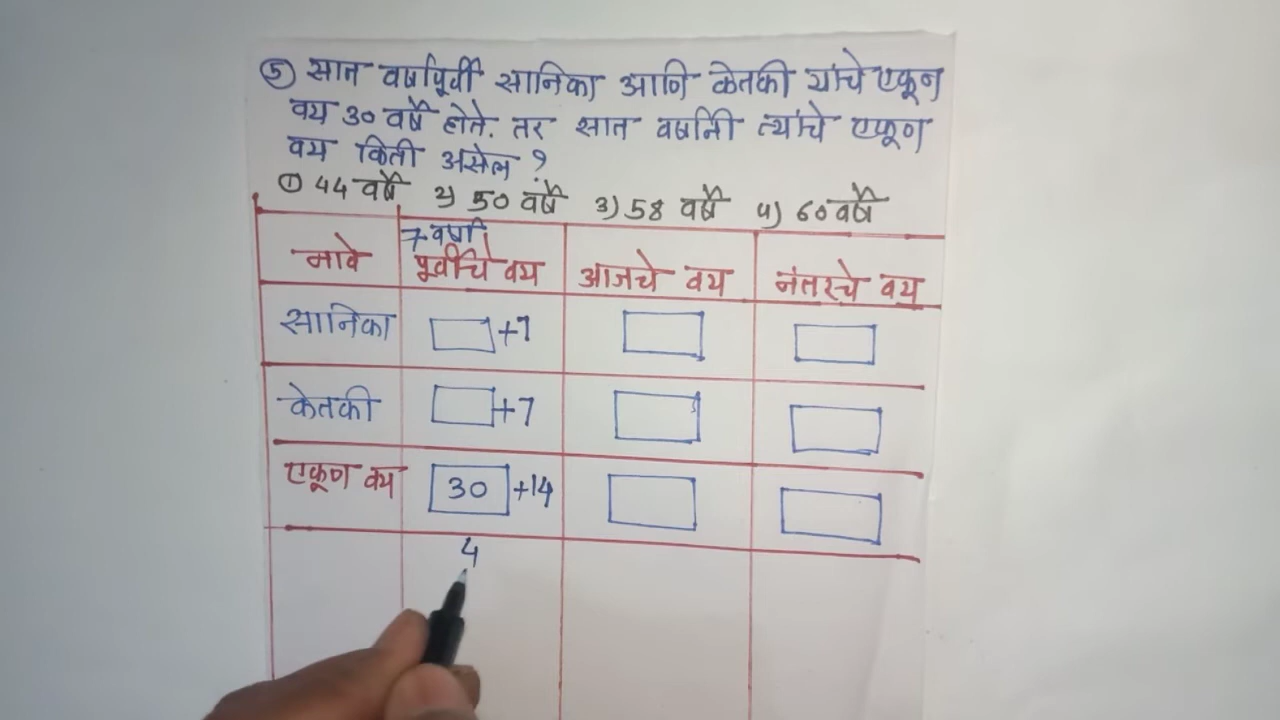 ⑤ सात वर्षापूर्वी सानिका आणि केतकी यांचे एकूण
वय 30 वर्षे होते. तर सात वर्षांनी त्यांचे एकूण
वय किती असेल ?
① 44 वर्षे 2) 50 वर्षे 3) 58 वर्षे 4) 60 वर्षे
नावे 7 वर्षा पूर्वीचे वय आजचे वय नंतरचे वय
सानिका +7
केतकी +7
एकूण वय 30 +14
4